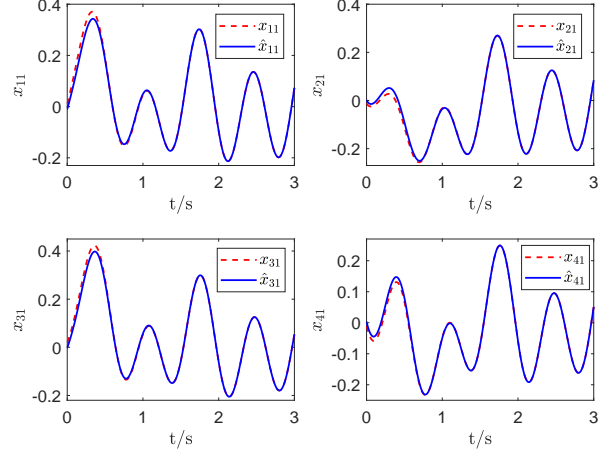 0.4
0.2
0
-0.2
x₁₁
x₁₁
x̂₁₁
0 1 2 3
t/s
0.4
0.2
0
-0.2
x₂₁
x₂₁
x̂₂₁
0 1 2 3
t/s
0.4
0.2
0
-0.2
x₃₁
x₃₁
x̂₃₁
0 1 2 3
t/s
0.2
0.1
0
-0.1
-0.2
x₄₁
x₄₁
x̂₄₁
0 1 2 3
t/s